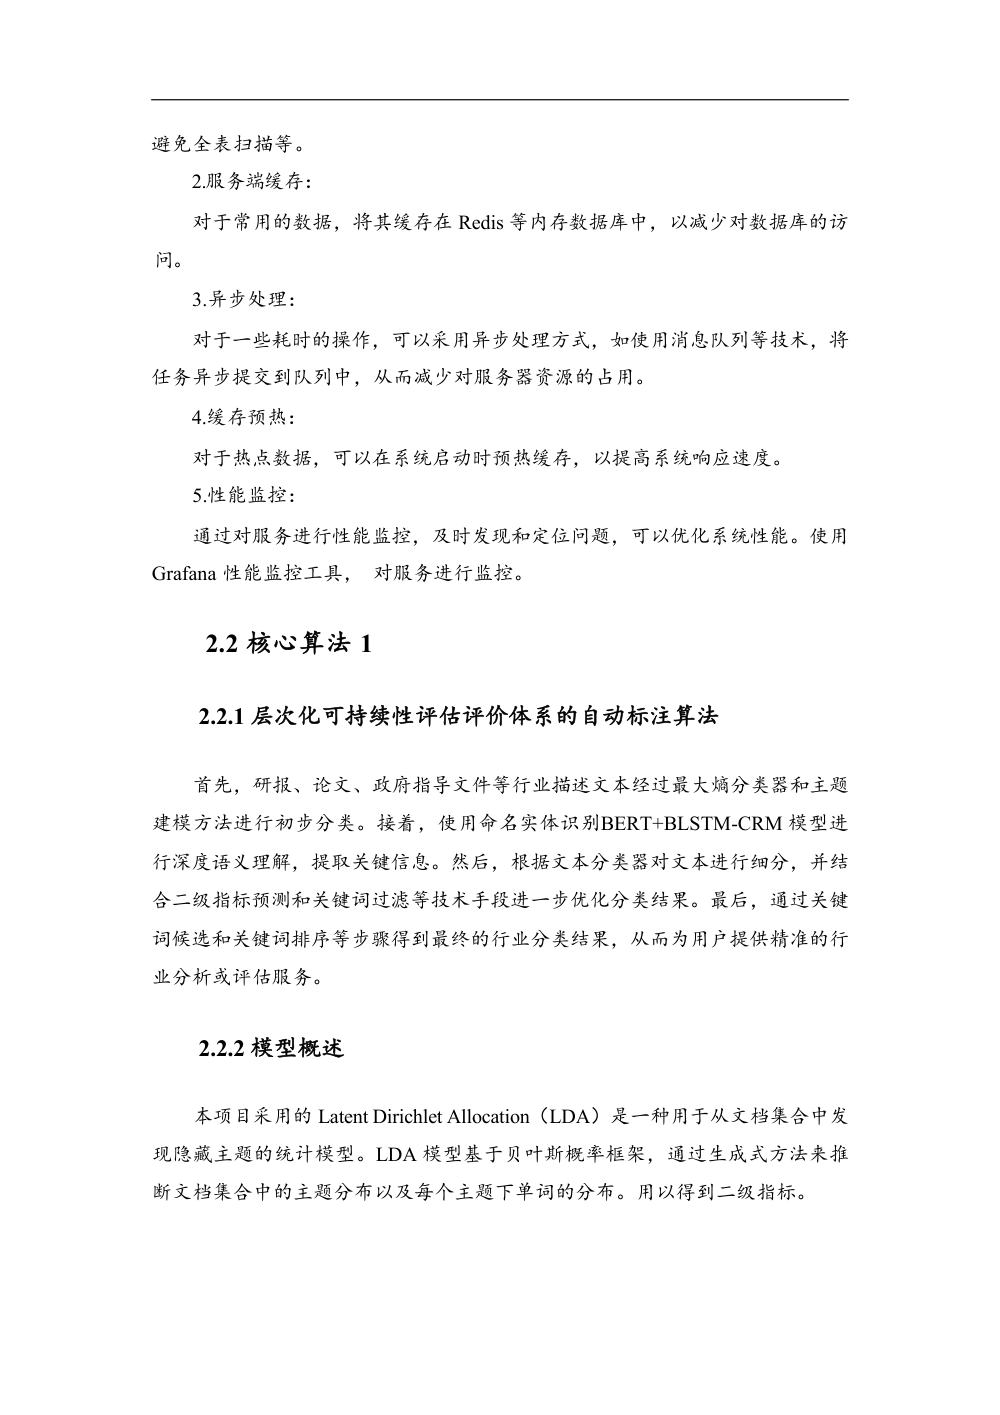 避免全表扫描等。
2.服务端缓存：
对于常用的数据，将其缓存在 Redis 等内存数据库中，以减少对数据库的访
问。
3.异步处理：
对于一些耗时的操作，可以采用异步处理方式，如使用消息队列等技术，将
任务异步提交到队列中，从而减少对服务器资源的占用。
4.缓存预热：
对于热点数据，可以在系统启动时预热缓存，以提高系统响应速度。
5.性能监控：
通过对服务进行性能监控，及时发现和定位问题，可以优化系统性能。使用
Grafana 性能监控工具， 对服务进行监控。
2.2 核心算法 1
2.2.1 层次化可持续性评估评价体系的自动标注算法
首先，研报、论文、政府指导文件等行业描述文本经过最大熵分类器和主题
建模方法进行初步分类。接着，使用命名实体识别BERT+BLSTM-CRM 模型进
行深度语义理解，提取关键信息。然后，根据文本分类器对文本进行细分，并结
合二级指标预测和关键词过滤等技术手段进一步优化分类结果。最后，通过关键
词候选和关键词排序等步骤得到最终的行业分类结果，从而为用户提供精准的行
业分析或评估服务。
2.2.2 模型概述
本项目采用的 Latent Dirichlet Allocation（LDA）是一种用于从文档集合中发
现隐藏主题的统计模型。LDA 模型基于贝叶斯概率框架，通过生成式方法来推
断文档集合中的主题分布以及每个主题下单词的分布。用以得到二级指标。